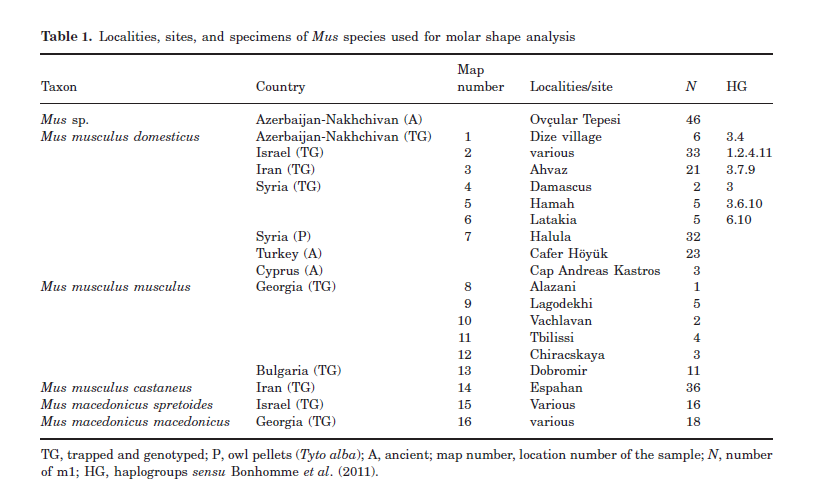 Table 1. Localities, sites, and specimens of Mus species used for molar shape analysis
Map
Taxon Country number Localities/site N HG
Mus sp. Azerbaijan-Nakhchivan (A) Ovçular Tepesi 46
Mus musculus domesticus Azerbaijan-Nakhchivan (TG) 1 Dize village 6 3.4
Israel (TG) 2 various 33 1.2.4.11
Iran (TG) 3 Ahvaz 21 3.7.9
Syria (TG) 4 Damascus 2 3
5 Hamah 5 3.6.10
6 Latakia 5 6.10
Syria (P) 7 Halula 32
Turkey (A) Cafer Höyük 23
Cyprus (A) Cap Andreas Kastros 3
Mus musculus musculus Georgia (TG) 8 Alazani 1
9 Lagodekhi 5
10 Vachlavan 2
11 Tbilissi 4
12 Chiracskaya 3
Bulgaria (TG) 13 Dobromir 11
Mus musculus castaneus Iran (TG) 14 Espahan 36
Mus macedonicus spretoides Israel (TG) 15 Various 16
Mus macedonicus macedonicus Georgia (TG) 16 various 18
TG, trapped and genotyped; P, owl pellets (Tyto alba); A, ancient; map number, location number of the sample; N, number
of m1; HG, haplogroups sensu Bonhomme et al. (2011).